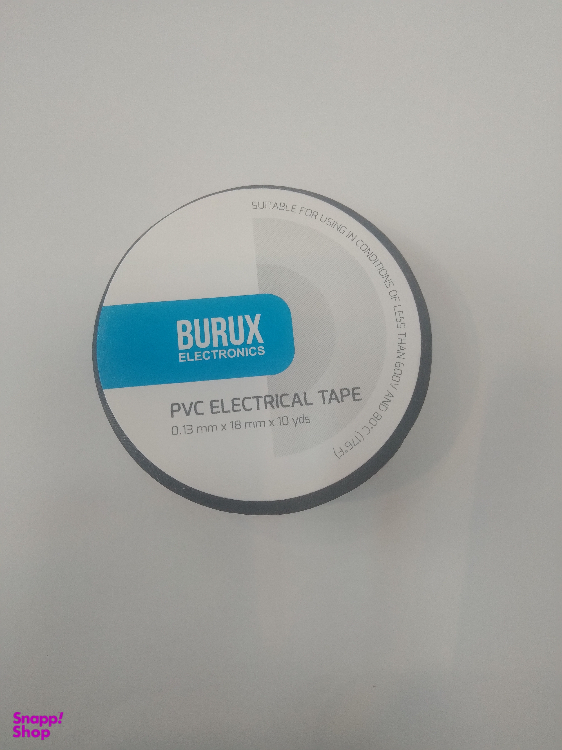 SUITABLE FOR USING IN CONDITIONS OF LESS THAN 600V AND 80°C (176°F)
BURUX
ELECTRONICS
PVC ELECTRICAL TAPE
0.13 mm x 18 mm x 10 yds
Snapp!
Shop